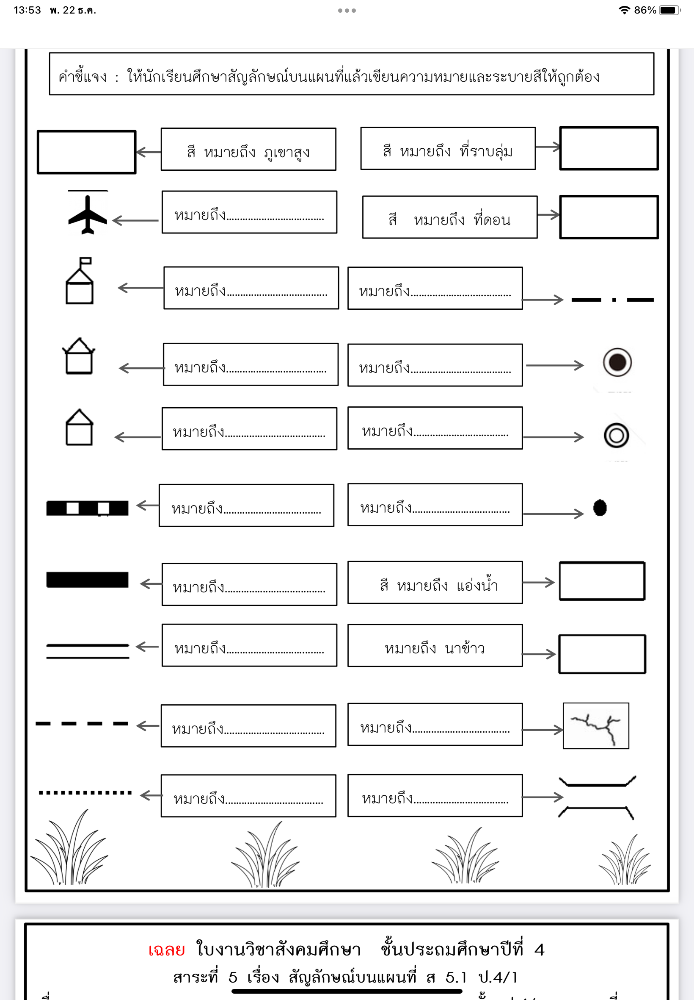 13:53 พ. 22 ธ.ค.
86%
คำชี้แจง : ให้นักเรียนศึกษาสัญลักษณ์บนแผนที่แล้วเขียนความหมายและระบายสีให้ถูกต้อง
สี หมายถึง ภูเขาสูง
สี หมายถึง ที่ราบลุ่ม
หมายถึง....................................
สี หมายถึง ที่ดอน
หมายถึง.....................................
หมายถึง.....................................
หมายถึง.....................................
หมายถึง.....................................
หมายถึง.....................................
หมายถึง...................................
หมายถึง....................................
หมายถึง....................................
หมายถึง.....................................
สี หมายถึง แอ่งน้ำ
หมายถึง....................................
หมายถึง นาข้าว
หมายถึง.....................................
หมายถึง....................................
หมายถึง....................................
หมายถึง...................................
เฉลย ใบงานวิชาสังคมศึกษา ชั้นประถมศึกษาปีที่ 4
สาระที่ 5 เรื่อง สัญลักษณ์บนแผนที่ ส 5.1 ป.4/1